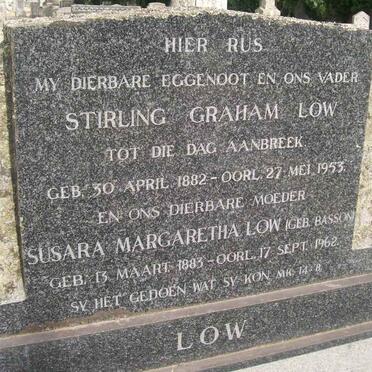 HIER RUS
MY DIERBARE EGGENOOT EN ONS VADER
STIRLING GRAHAM LOW
TOT DIE DAG AANBREEK.
GEB. 30 APRIL 1882 - OORL. 27 MEI 1953.
EN ONS DIERBARE MOEDER
SUSARA MARGARETHA LOW (GEB. BASSON)
GEB. 13 MAART 1883 - OORL. 17 SEPT. 1962.
SY HET GEDOEN WAT SY KON. MK. 14-8.
LOW